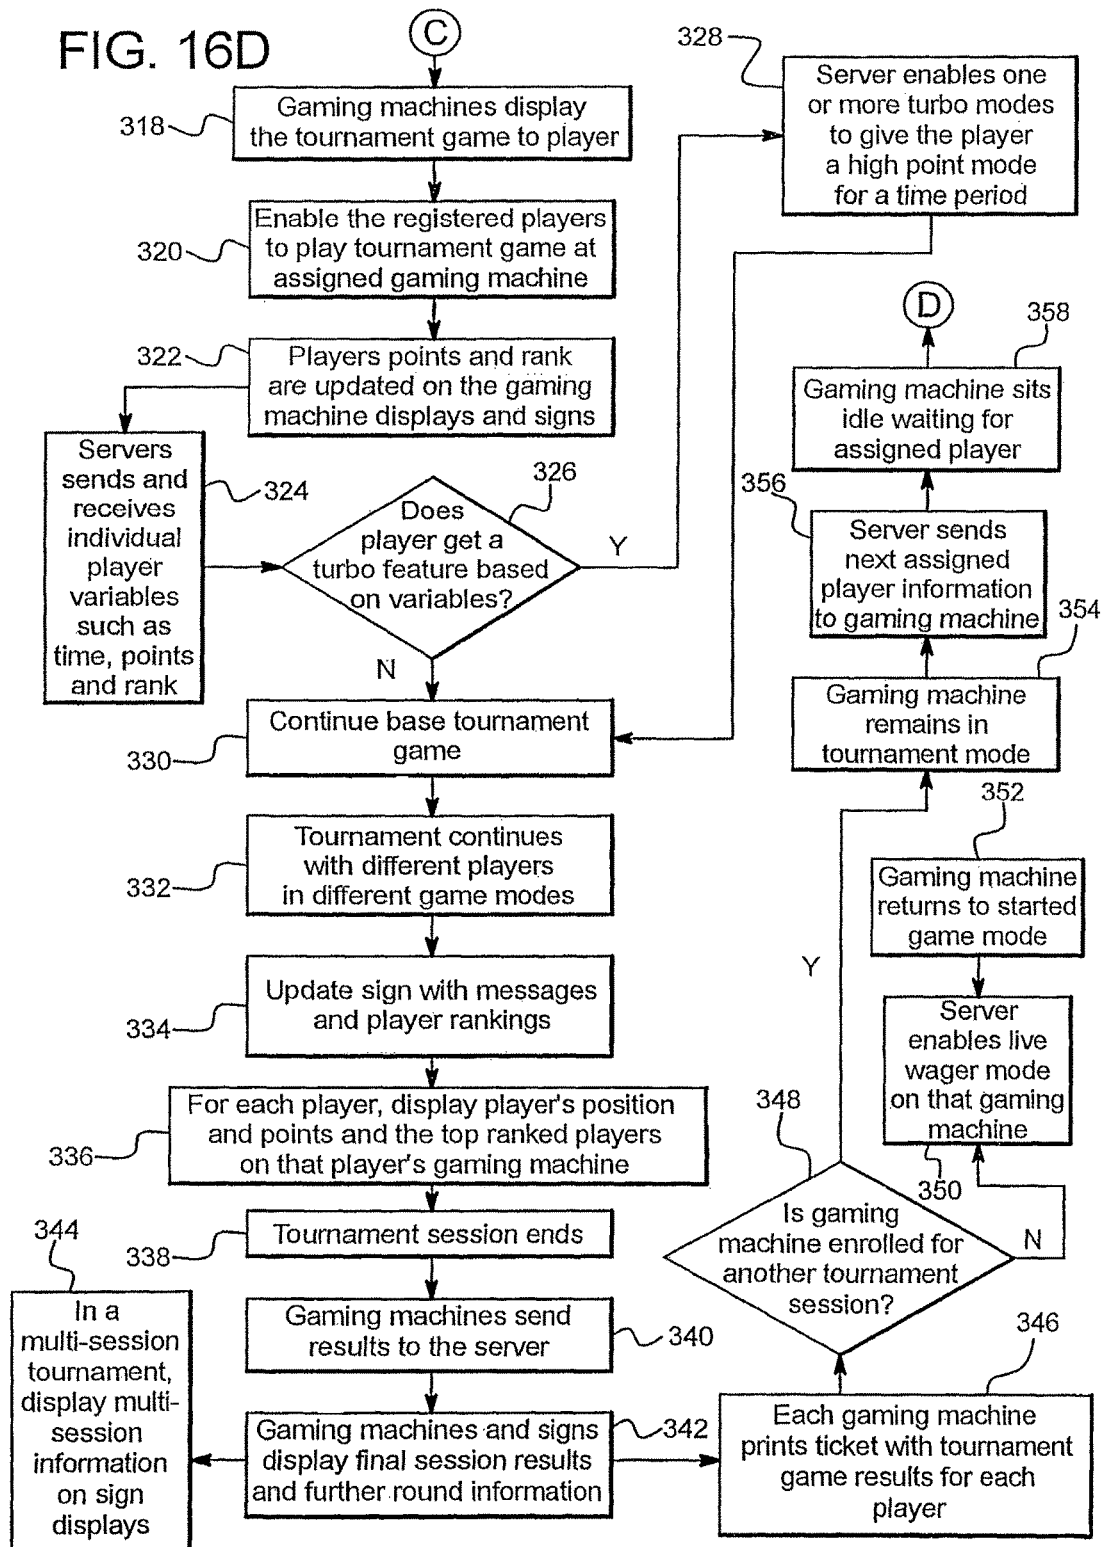 FIG. 16D
C
318
Gaming machines display
the tournament game to player
320
Enable the registered players
to play tournament game at
assigned gaming machine
322
Players points and rank
are updated on the gaming
machine displays and signs
Servers
sends and
receives
individual
player
variables
such as
time, points
and rank
324
326
Does
player get a
turbo feature based
on variables?
Y
N
328
Server enables one
or more turbo modes
to give the player
a high point mode
for a time period
330
Continue base tournament
game
332
Tournament continues
with different players
in different game modes
334
Update sign with messages
and player rankings
336
For each player, display player's position
and points and the top ranked players
on that player's gaming machine
338
Tournament session ends
Gaming machines send
results to the server
340
Gaming machines and signs
display final session results
and further round information
342
344
In a
multi-session
tournament,
display multi-
session
information
on sign
displays
346
Each gaming machine
prints ticket with tournament
game results for each
player
348
Is gaming
machine enrolled for
another tournament
session?
N
Y
350
Server
enables live
wager mode
on that gaming
machine
352
Gaming machine
returns to started
game mode
354
Gaming machine
remains in
tournament mode
356
Server sends
next assigned
player information
to gaming machine
358
Gaming machine sits
idle waiting for
assigned player
D